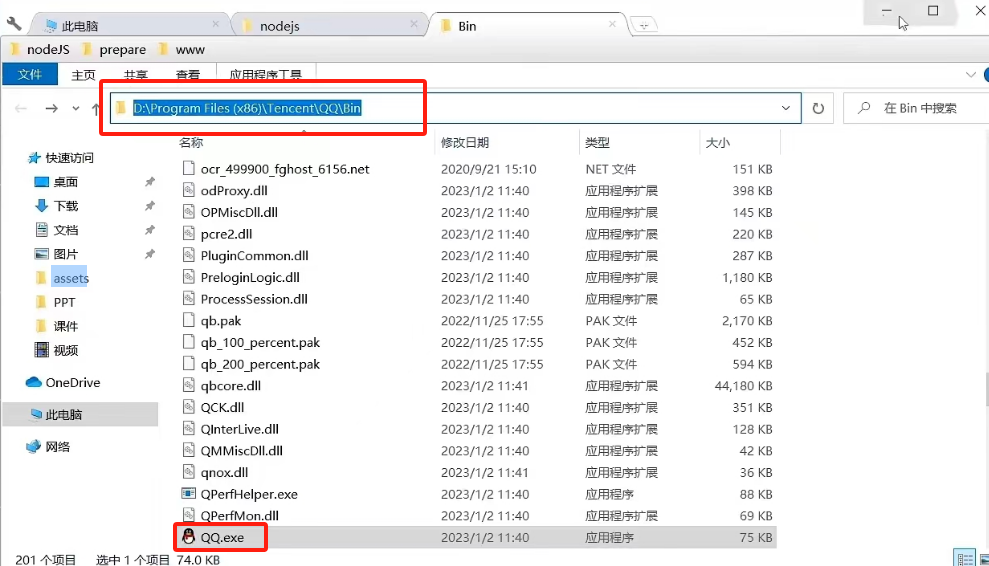 此电脑 nodejs Bin
nodeJS prepare www
文件 主页 共享 查看 应用程序工具
D:\Program Files (x86)\Tencent\QQ\Bin 在 Bin 中搜索
名称 修改日期 类型 大小
快速访问
桌面
下载
文档
图片
assets
PPT
课件
视频
OneDrive
此电脑
网络
ocr_499900_fghost_6156.net 2020/9/21 15:10 NET 文件 151 KB
odProxy.dll 2023/1/2 11:40 应用程序扩展 398 KB
OPMiscDll.dll 2023/1/2 11:40 应用程序扩展 145 KB
pcre2.dll 2023/1/2 11:40 应用程序扩展 220 KB
PluginCommon.dll 2023/1/2 11:40 应用程序扩展 287 KB
PreloginLogic.dll 2023/1/2 11:40 应用程序扩展 1,180 KB
ProcessSession.dll 2023/1/2 11:40 应用程序扩展 65 KB
qb.pak 2022/11/25 17:55 PAK 文件 2,170 KB
qb_100_percent.pak 2022/11/25 17:55 PAK 文件 452 KB
qb_200_percent.pak 2022/11/25 17:55 PAK 文件 594 KB
qbcore.dll 2023/1/2 11:41 应用程序扩展 44,180 KB
QCK.dll 2023/1/2 11:40 应用程序扩展 351 KB
QInterLive.dll 2023/1/2 11:40 应用程序扩展 128 KB
QMMiscDll.dll 2023/1/2 11:40 应用程序扩展 42 KB
qnox.dll 2023/1/2 11:41 应用程序扩展 36 KB
QPerfHelper.exe 2023/1/2 11:40 应用程序 88 KB
QPerfMon.dll 2023/1/2 11:40 应用程序扩展 69 KB
QQ.exe 2023/1/2 11:40 应用程序 75 KB
201 个项目 选中 1 个项目 74.0 KB